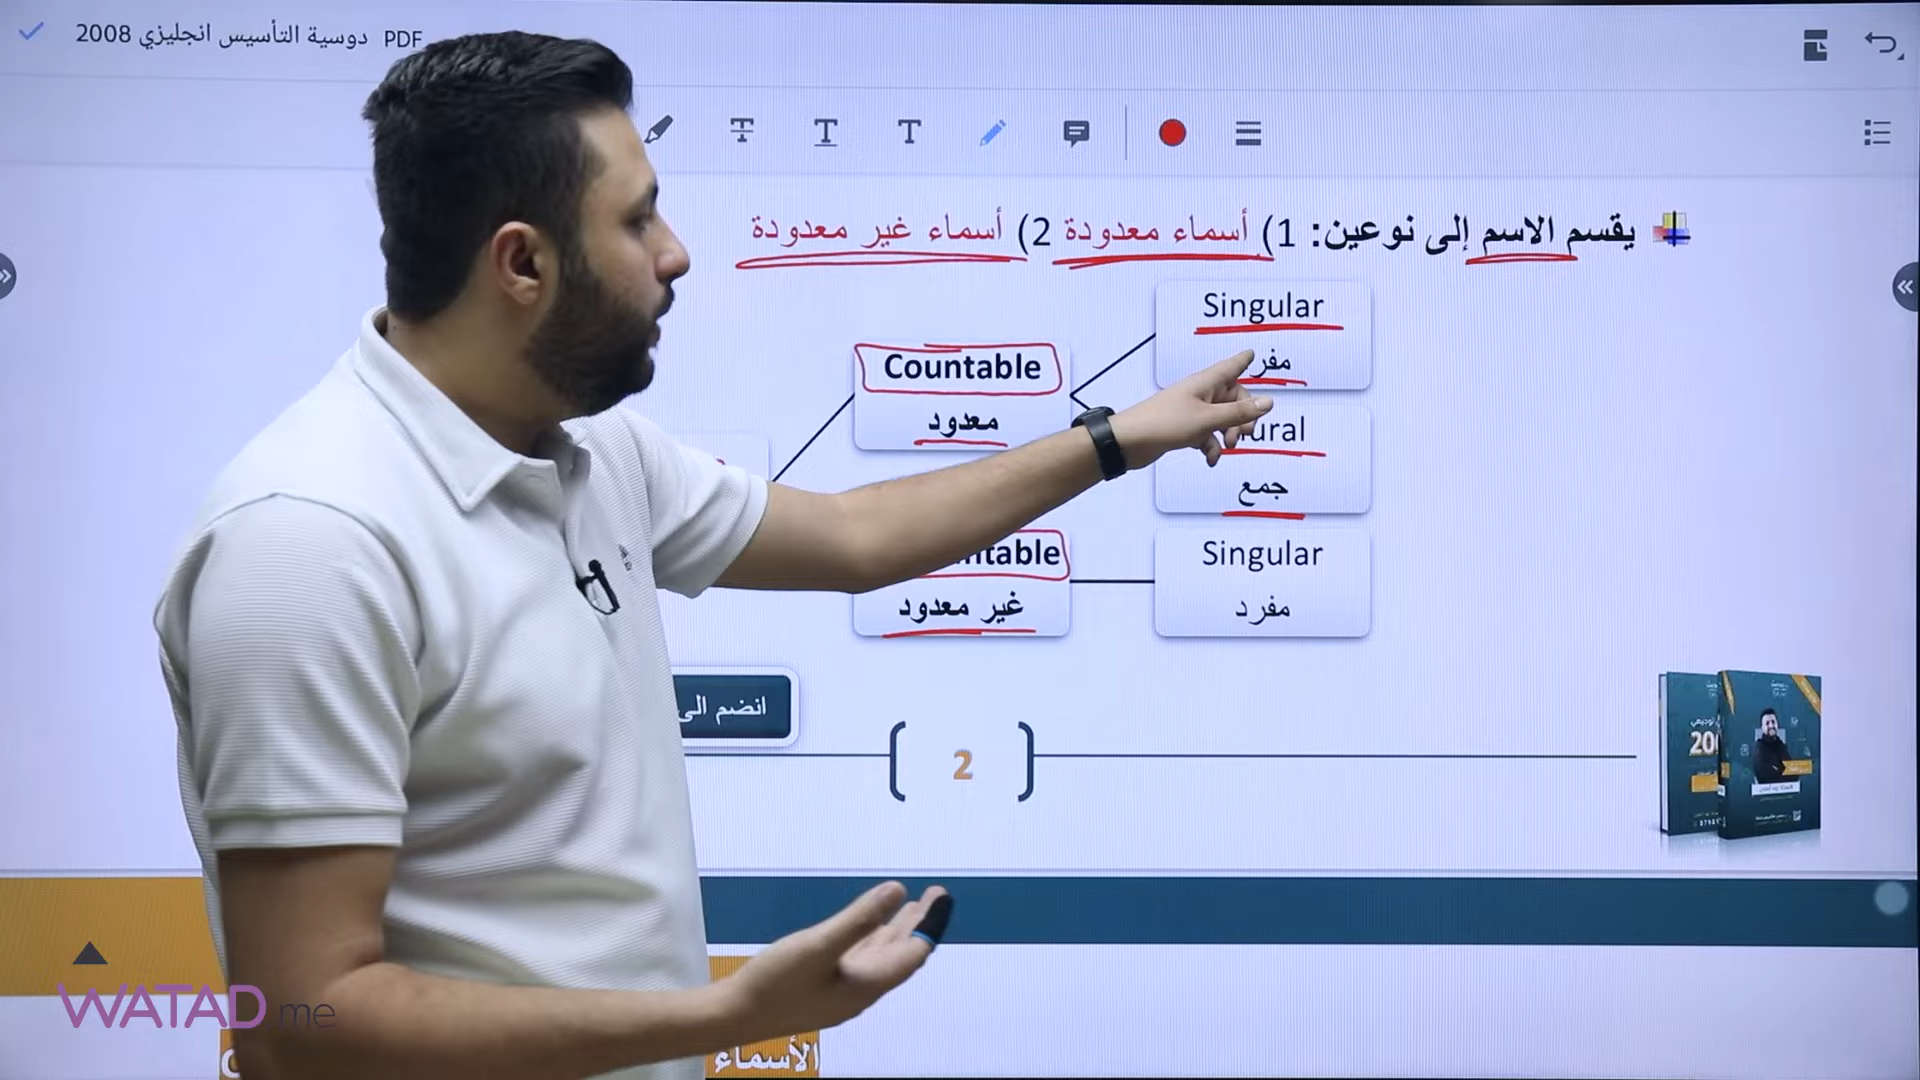 دوسية التأسيس انجليزي 2008 PDF
يقسم الاسم إلى نوعين: 1) أسماء معدودة 2) أسماء غير معدودة
Singular
Countable
معدود
جمع
Singular
غير معدود
مفرد
انضم الى
2
WATAD.me
الأسماء